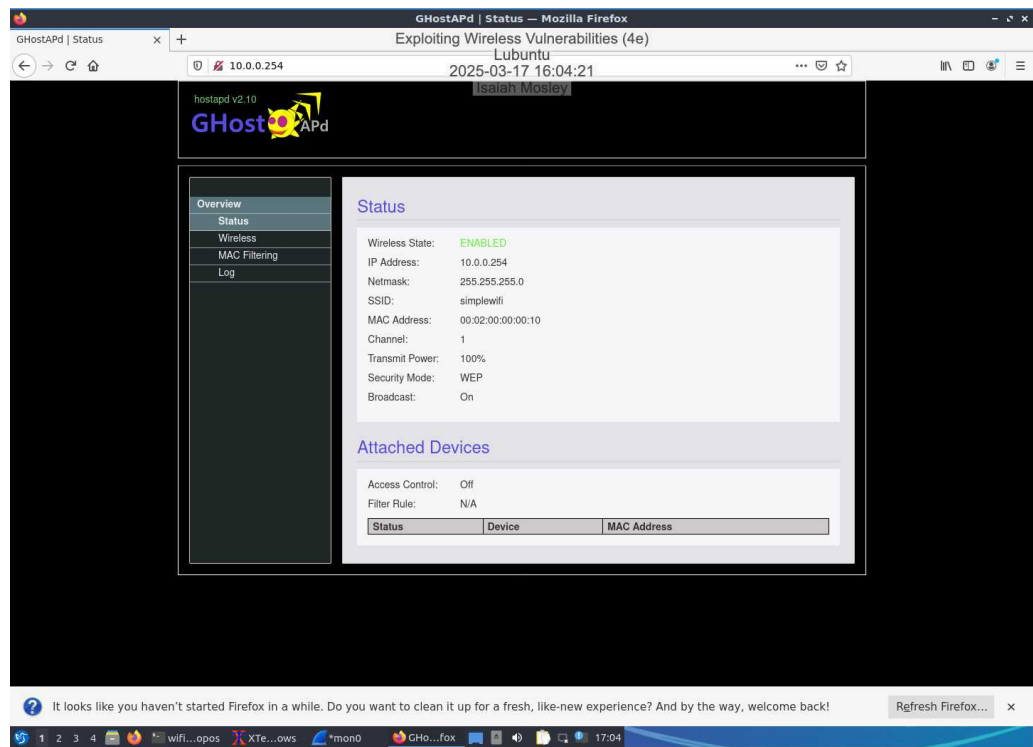 GHostAPd | Status — Mozilla Firefox
GHostAPd | Status × +
Exploiting Wireless Vulnerabilities (4e)
Lubuntu
10.0.0.254
2025-03-17 16:04:21
Isaiah Mosley
hostapd v2.10
GHost APd
Overview
Status
Wireless
MAC Filtering
Log
Status
Wireless State: ENABLED
IP Address: 10.0.0.254
Netmask: 255.255.255.0
SSID: simplewifi
MAC Address: 00:02:00:00:00:10
Channel: 1
Transmit Power: 100%
Security Mode: WEP
Broadcast: On
Attached Devices
Access Control: Off
Filter Rule: N/A
Status Device MAC Address
It looks like you haven't started Firefox in a while. Do you want to clean it up for a fresh, like-new experience? And by the way, welcome back! Refresh Firefox... ×
1 2 3 4 wifi...opos XTe...ows *mon0 GHo...fox 17:04